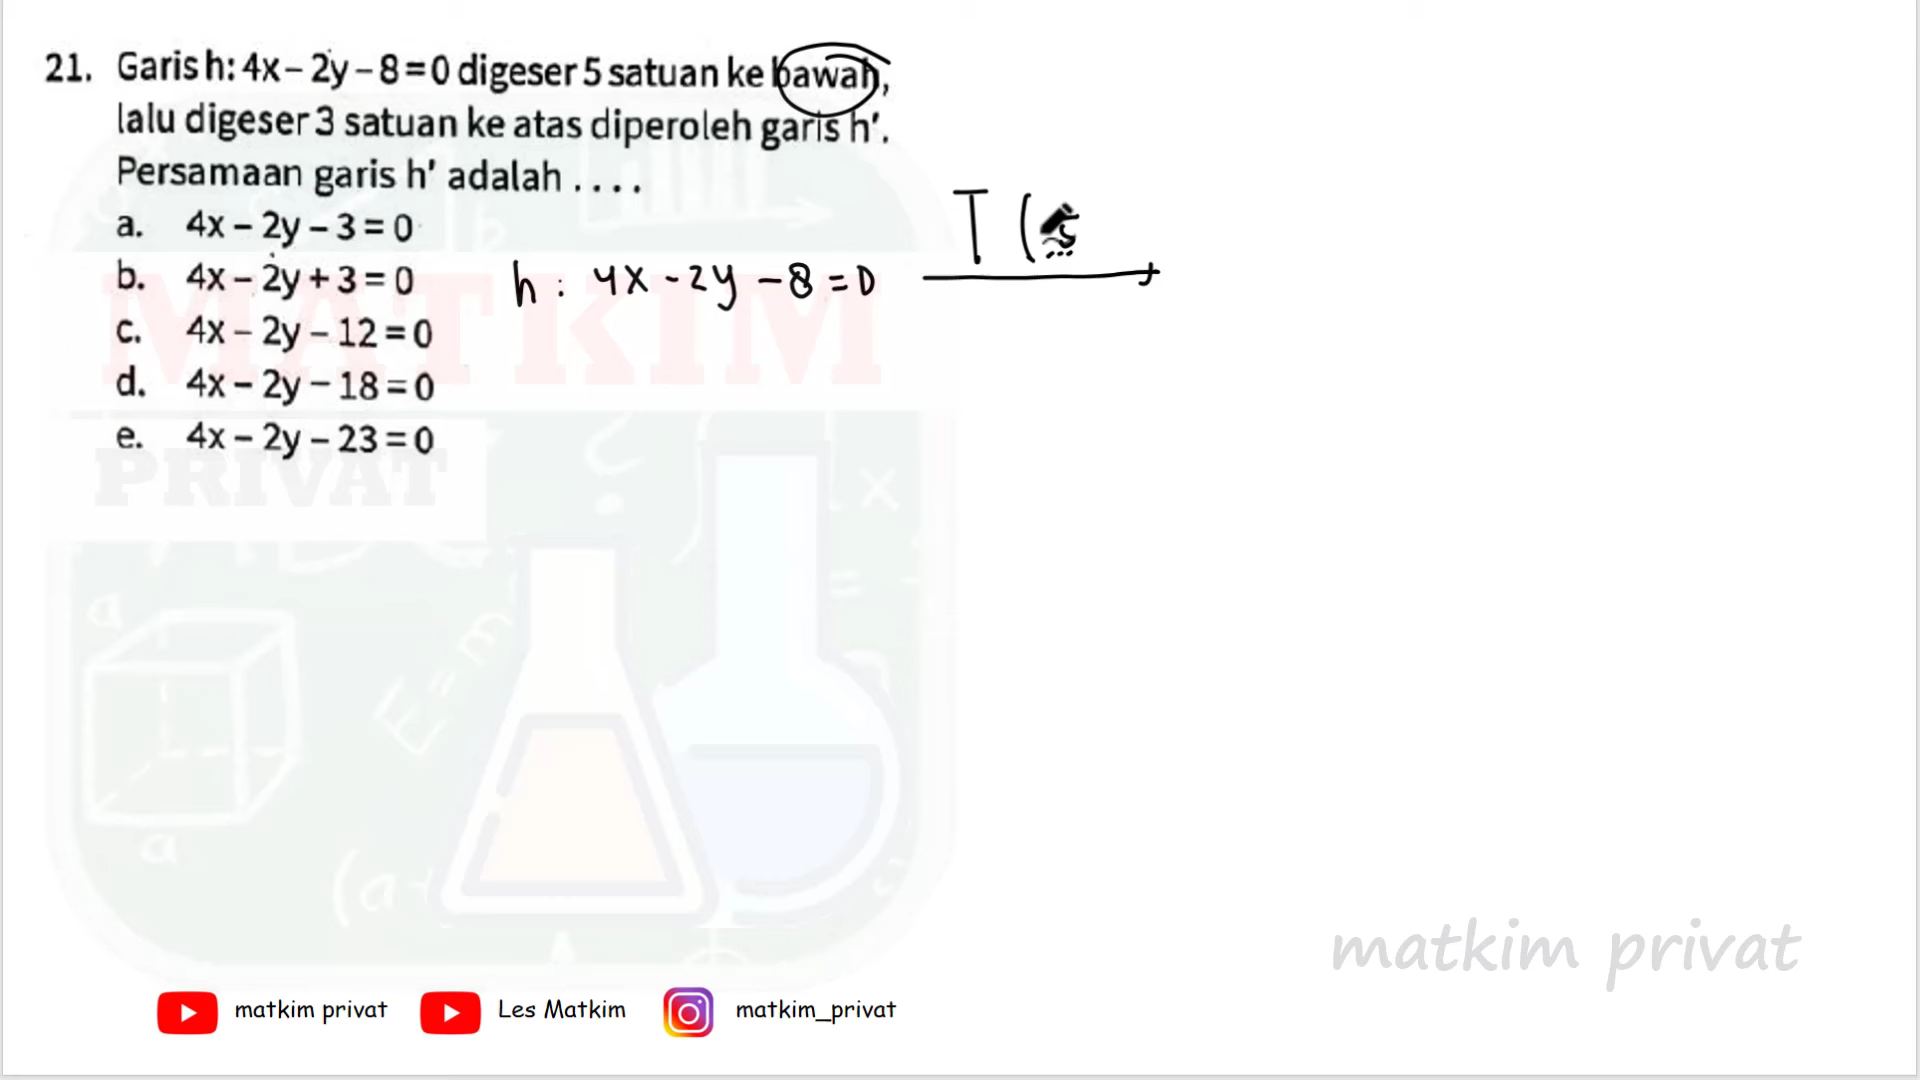 21. Garis h: 4x – 2y – 8 = 0 digeser 5 satuan ke bawah,
lalu digeser 3 satuan ke atas diperoleh garis h'.
Persamaan garis h' adalah . . . .
a. 4x – 2y – 3 = 0
b. 4x – 2y + 3 = 0
c. 4x – 2y – 12 = 0
d. 4x – 2y – 18 = 0
e. 4x – 2y – 23 = 0
T (
h : 4x - 2y - 8 = 0
MATKIM
PRIVAT
matkim privat
matkim privat
Les Matkim
matkim_privat